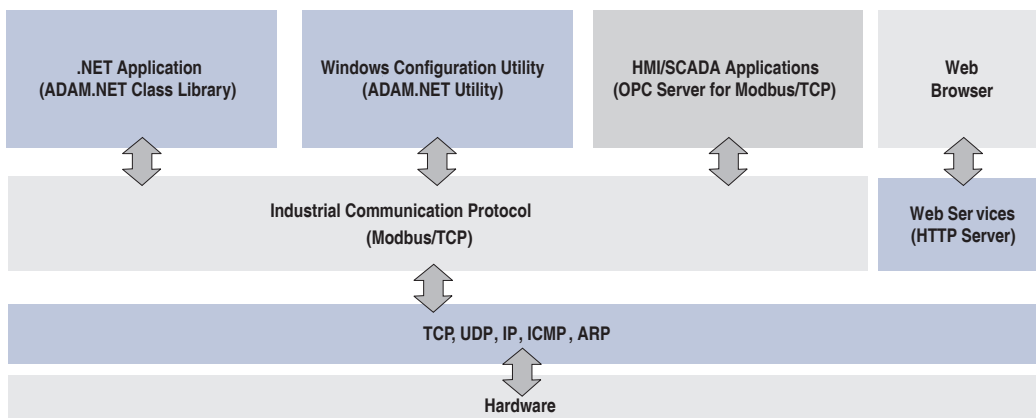 .NET Application
(ADAM.NET Class Library)
Windows Configuration Utility
(ADAM.NET Utility)
HMI/SCADA Applications
(OPC Server for Modbus/TCP)
Web
Browser
Industrial Communication Protocol
(Modbus/TCP)
Web Ser vices
(HTTP Server)
TCP, UDP, IP, ICMP, ARP
Hardware